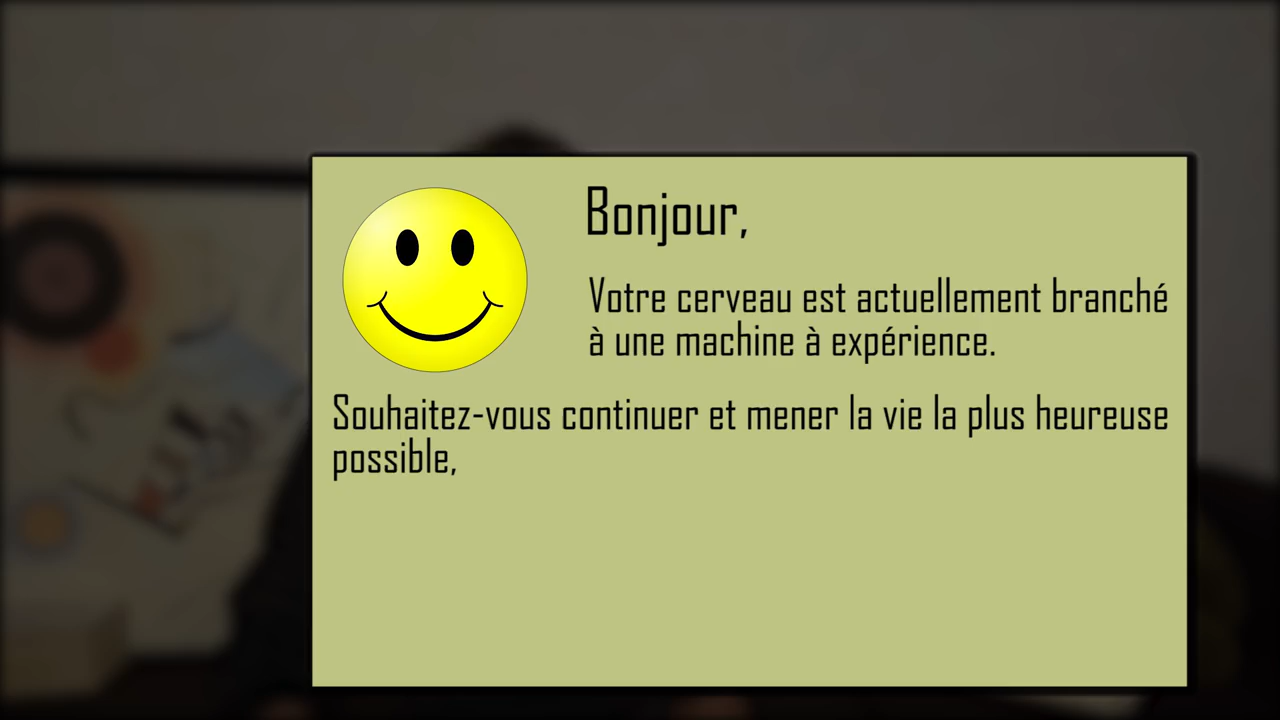 Bonjour,
Votre cerveau est actuellement branché
à une machine à expérience.
Souhaitez-vous continuer et mener la vie la plus heureuse
possible,